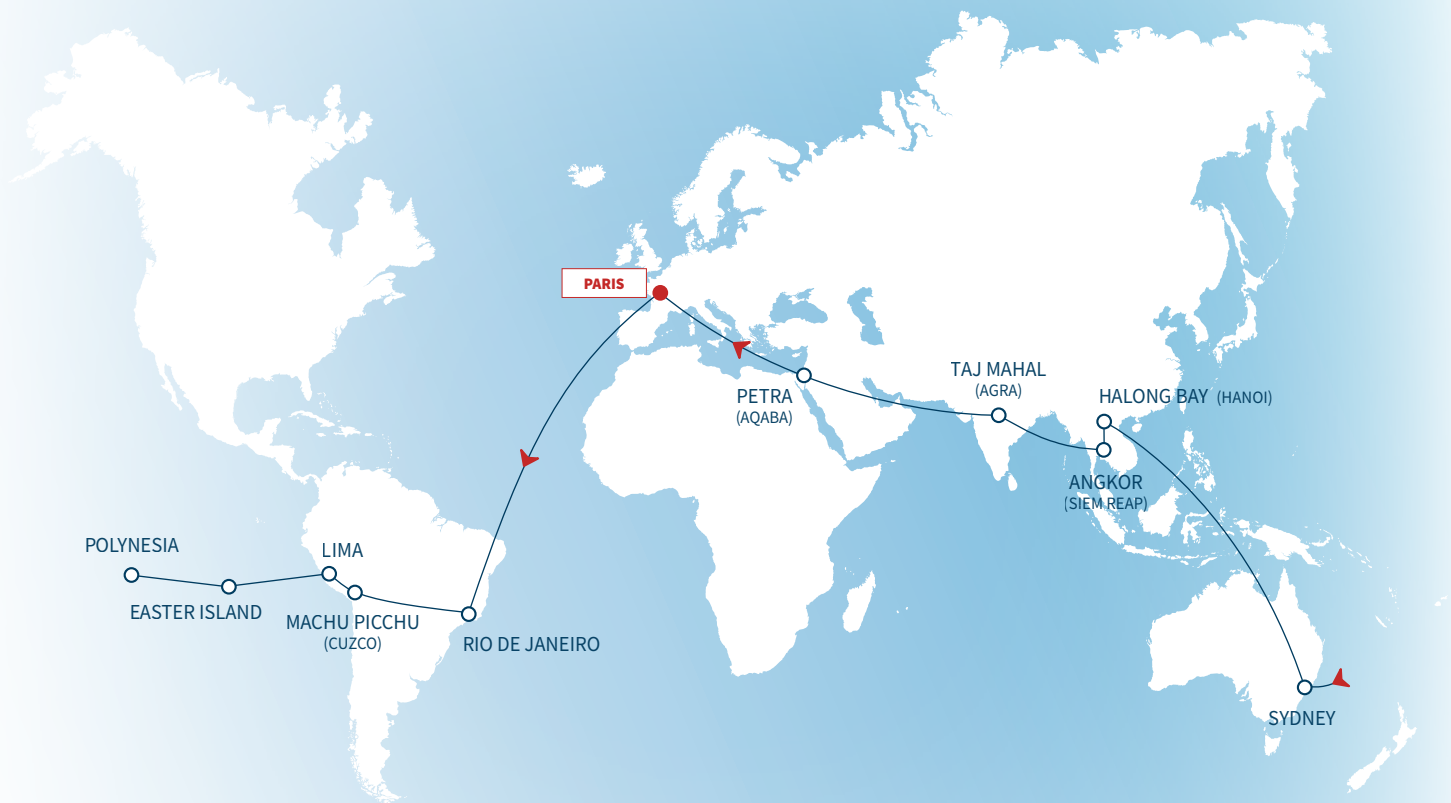 PARIS
TAJ MAHAL
(AGRA)
PETRA
(AQABA)
HALONG BAY (HANOI)
ANGKOR
(SIEM REAP)
POLYNESIA
LIMA
EASTER ISLAND
MACHU PICCHU
(CUZCO)
RIO DE JANEIRO
SYDNEY